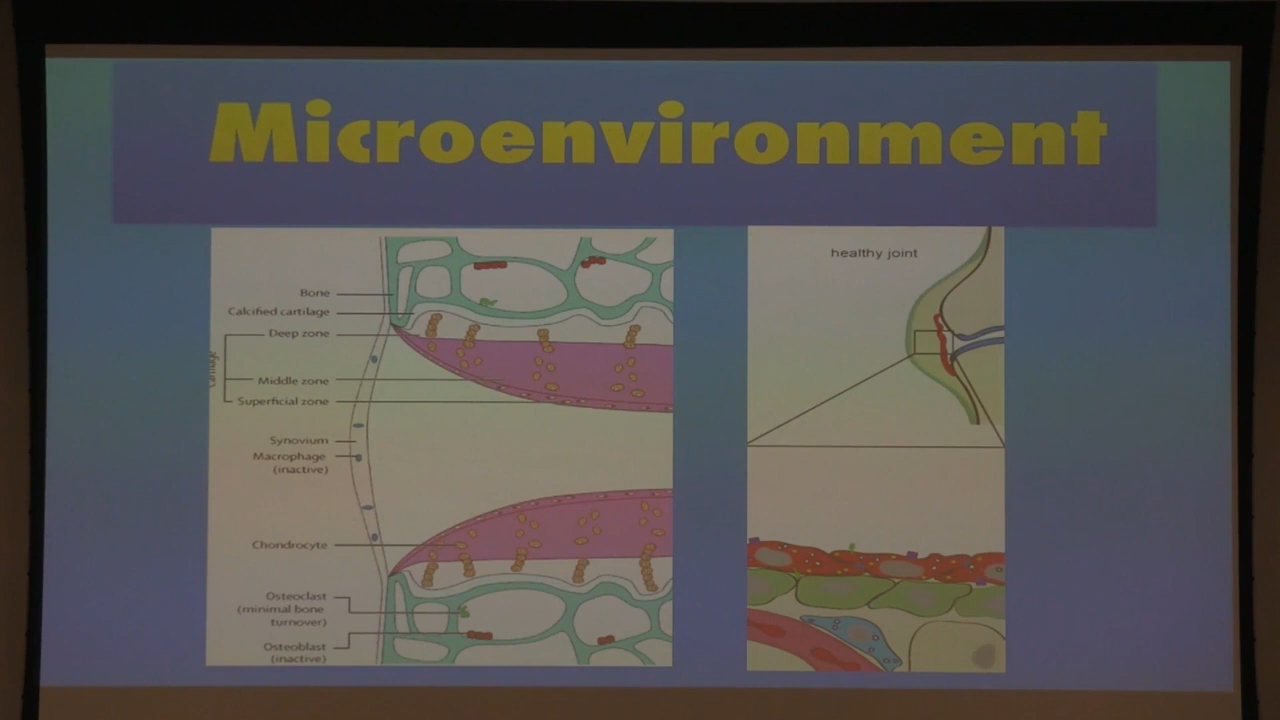 Microenvironment
Bone
Calcified cartilage
Deep zone
cartilage
Middle zone
Superficial zone
Synovium
Macrophage
(inactive)
Chondrocyte
Osteoclast
(minimal bone
turnover)
Osteoblast
(inactive)
healthy joint